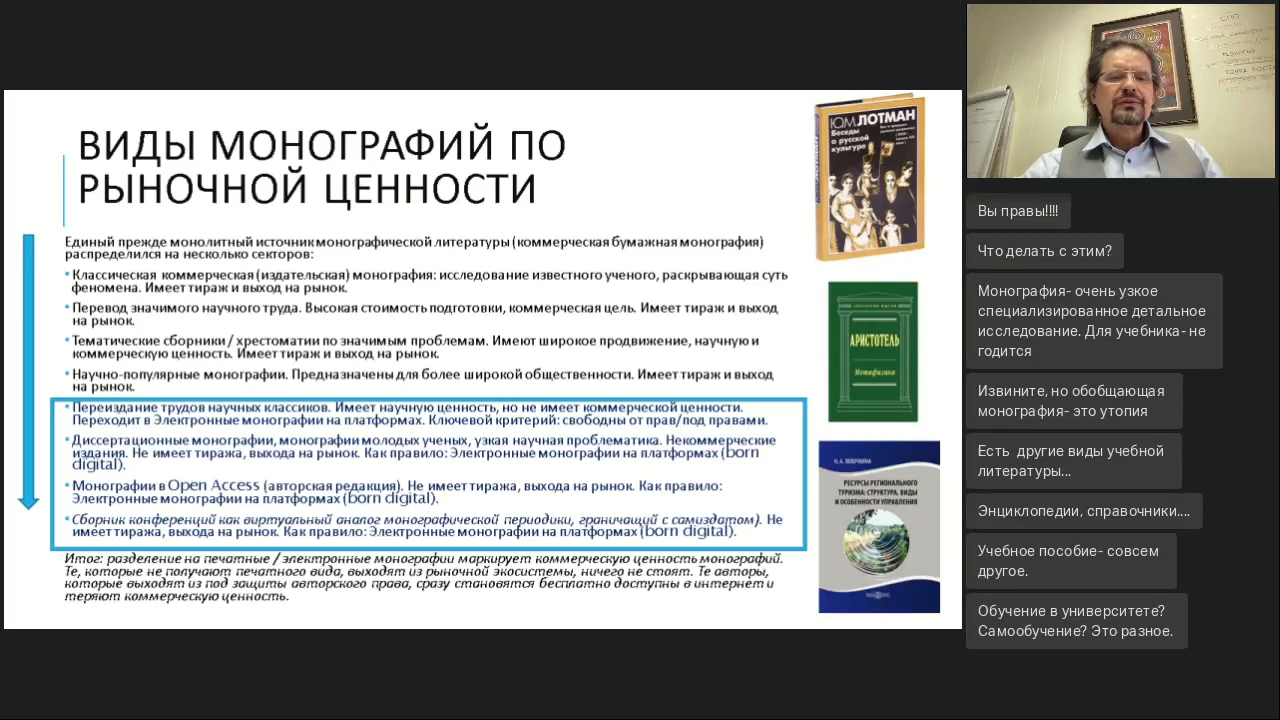 ВИДЫ МОНОГРАФИЙ ПО
РЫНОЧНОЙ ЦЕННОСТИ
Единый прежде монолитный источник монографической литературы (коммерческая бумажная монография)
распределился на несколько секторов:
•Классическая коммерческая (издательская) монография: исследование известного ученого, раскрывающая суть
феномена. Имеет тираж и выход на рынок.
•Перевод значимого научного труда. Высокая стоимость подготовки, коммерческая цель. Имеет тираж и выход
на рынок.
•Тематические сборники / хрестоматии по значимым проблемам. Имеют широкое продвижение, научную и
коммерческую ценность. Имеет тираж и выход на рынок.
•Научно-популярные монографии. Предназначены для более широкой общественности. Имеет тираж и выход
на рынок.
•Переиздание трудов научных классиков. Имеет научную ценность, но не имеет коммерческой ценности.
Переходит в Электронные монографии на платформах. Ключевой критерий: свободны от прав/под правами.
•Диссертационные монографии, монографии молодых ученых, узкая научная проблематика. Некоммерческие
издания. Не имеет тиража, выхода на рынок. Как правило: Электронные монографии на платформах (born
digital).
•Монографии в Open Access (авторская редакция). Не имеет тиража, выхода на рынок. Как правило:
Электронные монографии на платформах (born digital).
•Сборник конференций как виртуальный аналог монографической периодики, граничащий с самиздатом). Не
имеет тиража, выхода на рынок. Как правило: Электронные монографии на платформах (born digital).
Итог: разделение на печатные / электронные монографии маркирует коммерческую ценность монографий.
Те, которые не получают печатного вида, выходят из рыночной экосистемы, ничего не стоят. Те авторы,
которые выходят из под защиты авторского права, сразу становятся бесплатно доступны в интернет и
теряют коммерческую ценность.
Ю.М.ЛОТМАН
Беседы
о русской
культуре
АРИСТОТЕЛЬ
Метафизика
Н. А. ЛЕВОЧКИНА
РЕСУРСЫ РЕГИОНАЛЬНОГО
ТУРИЗМА: СТРУКТУРА, ВИДЫ
И ОСОБЕННОСТИ УПРАВЛЕНИЯ
Вы правы!!!!
Что делать с этим?
Монография- очень узкое
специализированное детальное
исследование. Для учебника- не
годится
Извините, но обобщающая
монография- это утопия
Есть другие виды учебной
литературы...
Энциклопедии, справочники....
Учебное пособие- совсем
другое.
Обучение в университете?
Самообучение? Это разное.